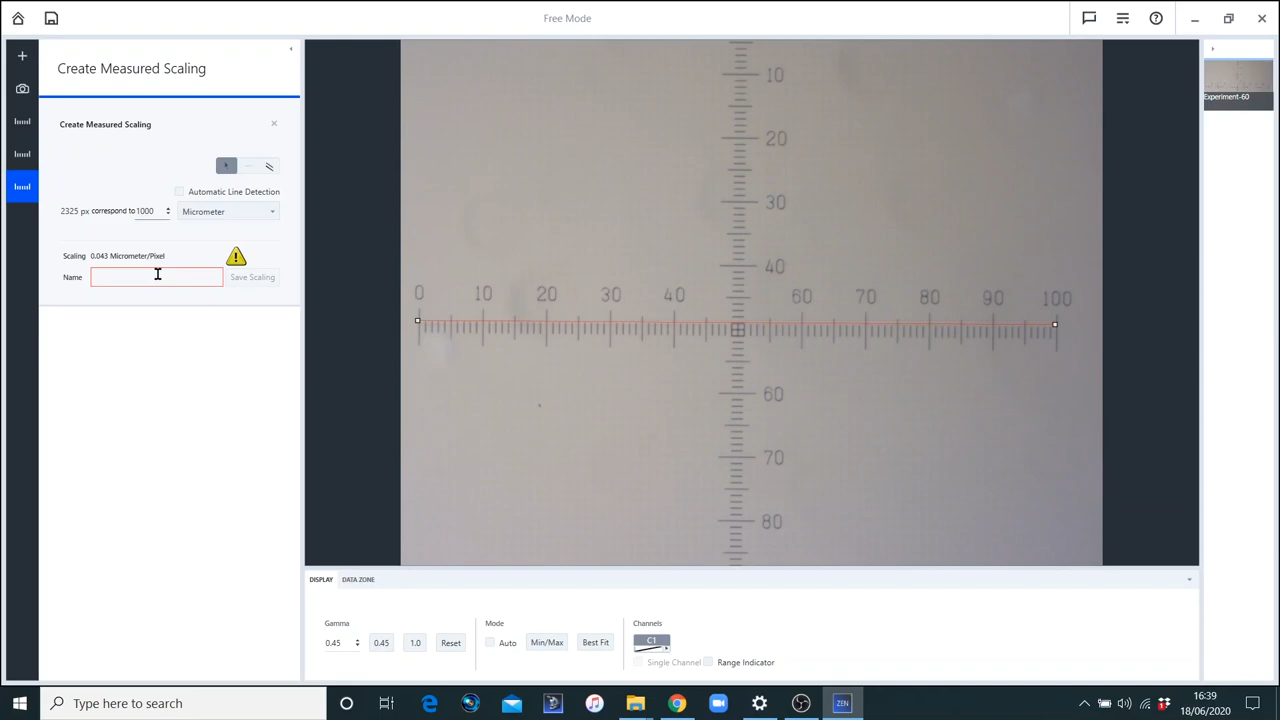 Free Mode
Create Measured Scaling
Create Measured Scaling
Automatic Line Detection
2325 px correspond to 1000 Micrometer
Scaling 0.043 Micrometer/Pixel
Name Save Scaling
10
20
30
40
0 10 20 30 40 60 70 80 90 100
60
70
80
Experiment-60
DISPLAY DATA ZONE
Gamma
0.45 0.45 1.0 Reset
Mode
Auto Min/Max Best Fit
Channels
C1
Single Channel Range Indicator
Type here to search
ZEN
16:39
18/06/2020